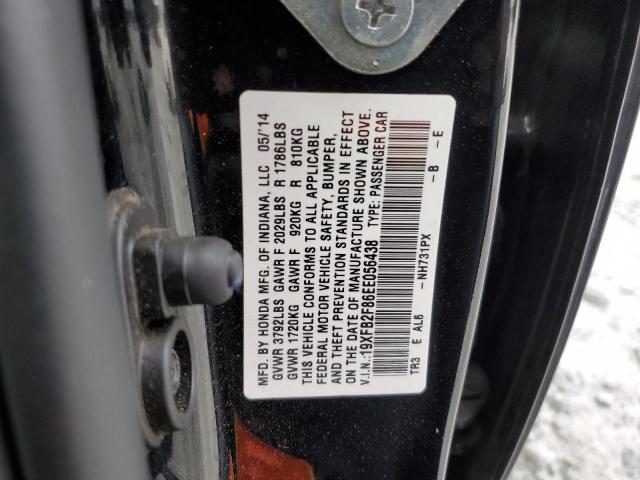 MFD. BY HONDA MFG. OF INDIANA, LLC 05/'14
GVWR 3792LBS GAWR F 2029LBS R 1786LBS
GVWR 1720KG GAWR F 920KG R 810KG
THIS VEHICLE CONFORMS TO ALL APPLICABLE
FEDERAL MOTOR VEHICLE SAFETY, BUMPER,
AND THEFT PREVENTION STANDARDS IN EFFECT
ON THE DATE OF MANUFACTURE SHOWN ABOVE.
V.I.N.:19XFB2F86EE056438 TYPE: PASSENGER CAR
-NH731PX -B -E
TR3 E AL6